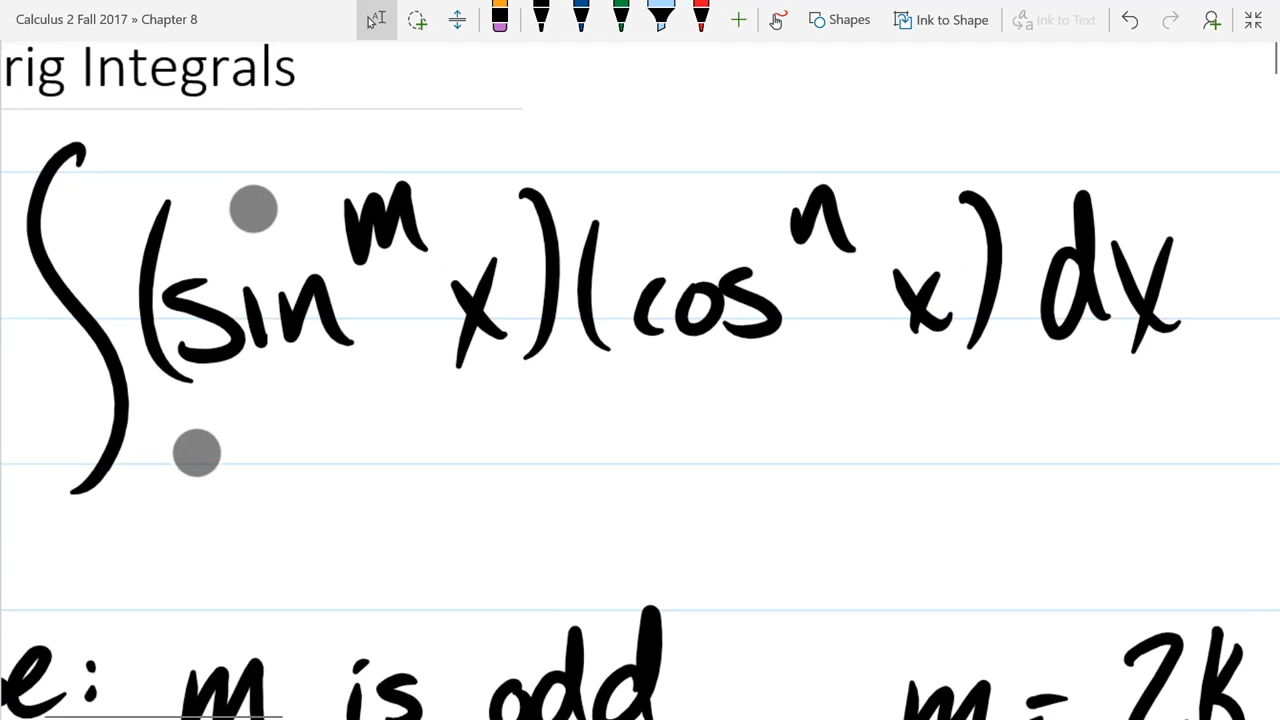 Calculus 2 Fall 2017 » Chapter 8
Shapes
Ink to Shape
Ink to Text
rig Integrals
∫ (sin^m x)(cos^n x) dx
e: m is odd m = 2k